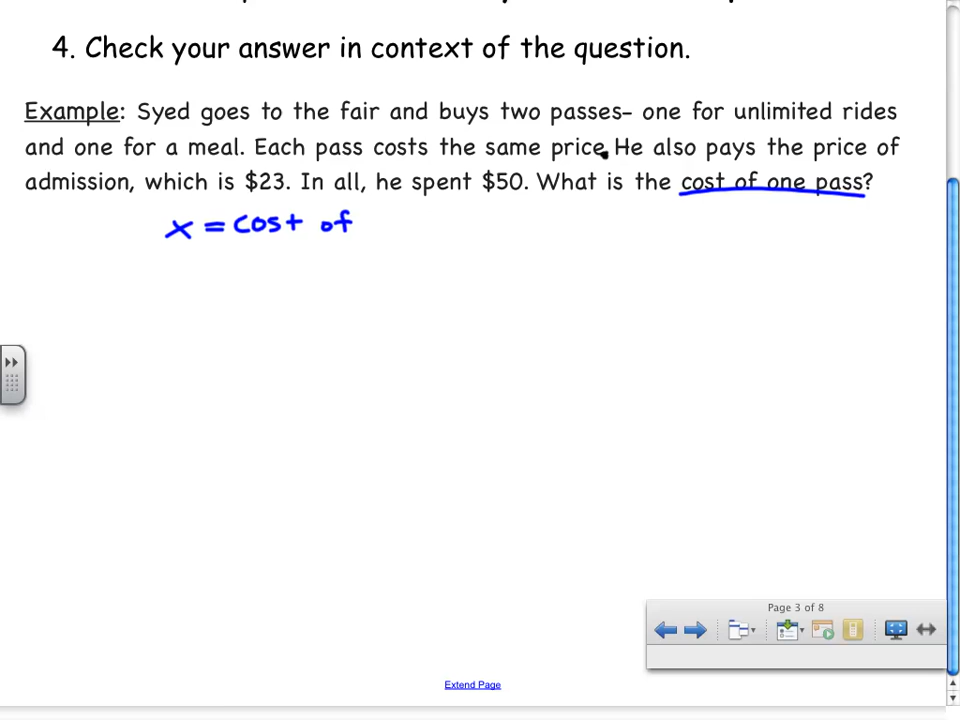 4. Check your answer in context of the question.
Example: Syed goes to the fair and buys two passes- one for unlimited rides
and one for a meal. Each pass costs the same price. He also pays the price of
admission, which is $23. In all, he spent $50. What is the cost of one pass?
x = cost of
Page 3 of 8
Extend Page